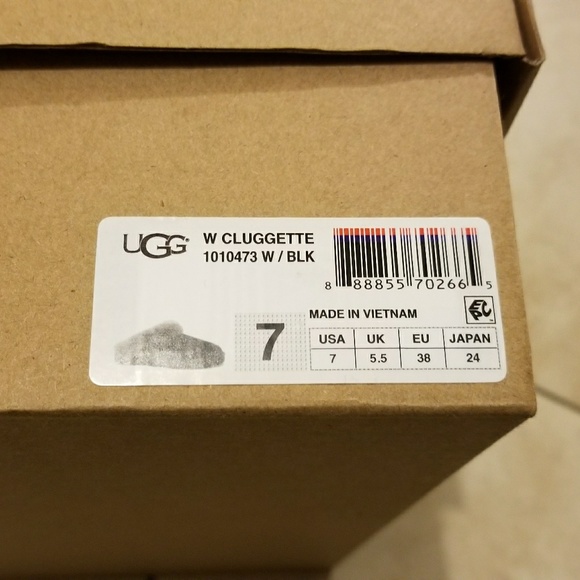 UGG® W CLUGGETTE
1010473 W / BLK
8 88855 70266 5
EPC™
MADE IN VIETNAM
7
USA UK EU JAPAN
7 5.5 38 24